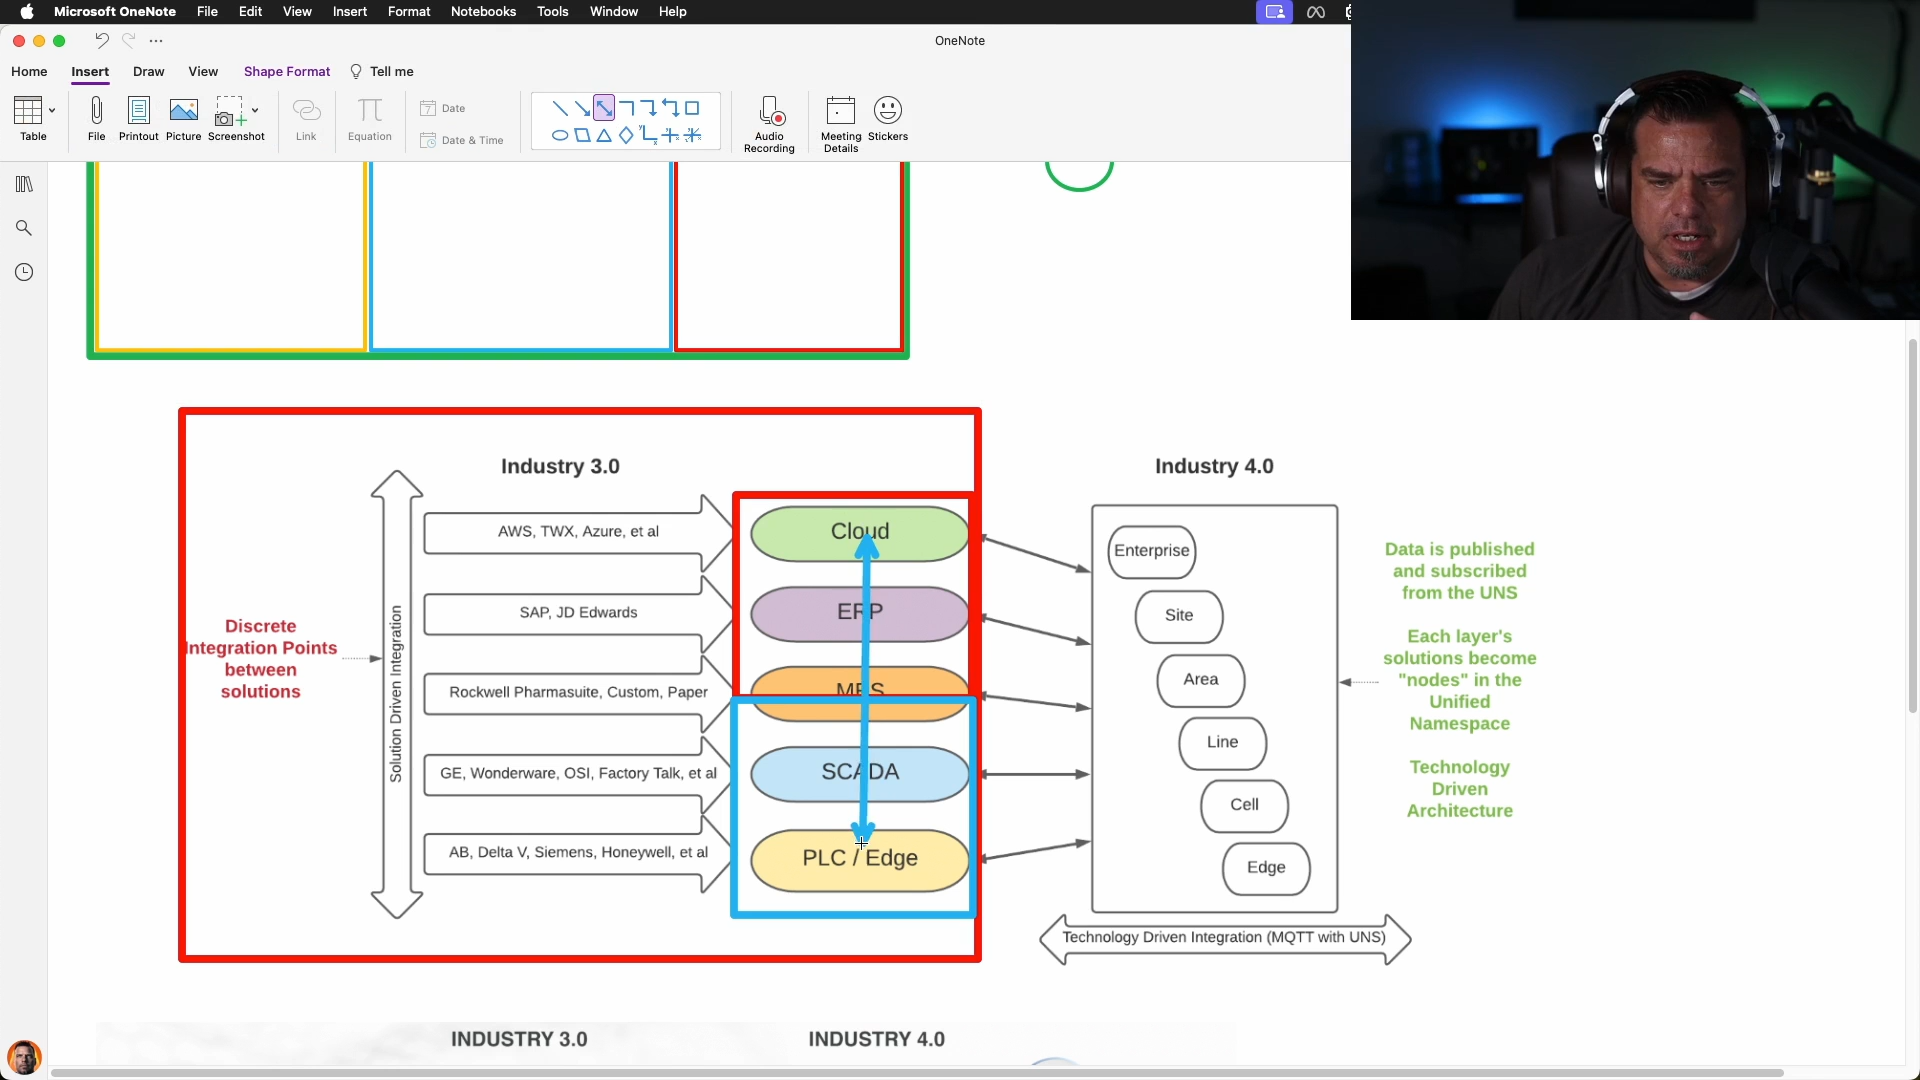 Microsoft OneNote File Edit View Insert Format Notebooks Tools Window Help
OneNote
Home Insert Draw View Shape Format Tell me
Table File Printout Picture Screenshot Link Equation Date Date & Time Audio Recording Meeting Details Stickers
Industry 3.0
Industry 4.0
AWS, TWX, Azure, et al
Cloud
SAP, JD Edwards
ERP
Rockwell Pharmasuite, Custom, Paper
MES
GE, Wonderware, OSI, Factory Talk, et al
SCADA
AB, Delta V, Siemens, Honeywell, et al
PLC / Edge
Solution Driven Integration
Discrete
Integration Points
between
solutions
Enterprise
Site
Area
Line
Cell
Edge
Technology Driven Integration (MQTT with UNS)
Data is published
and subscribed
from the UNS
Each layer's
solutions become
"nodes" in the
Unified
Namespace
Technology
Driven
Architecture
INDUSTRY 3.0
INDUSTRY 4.0